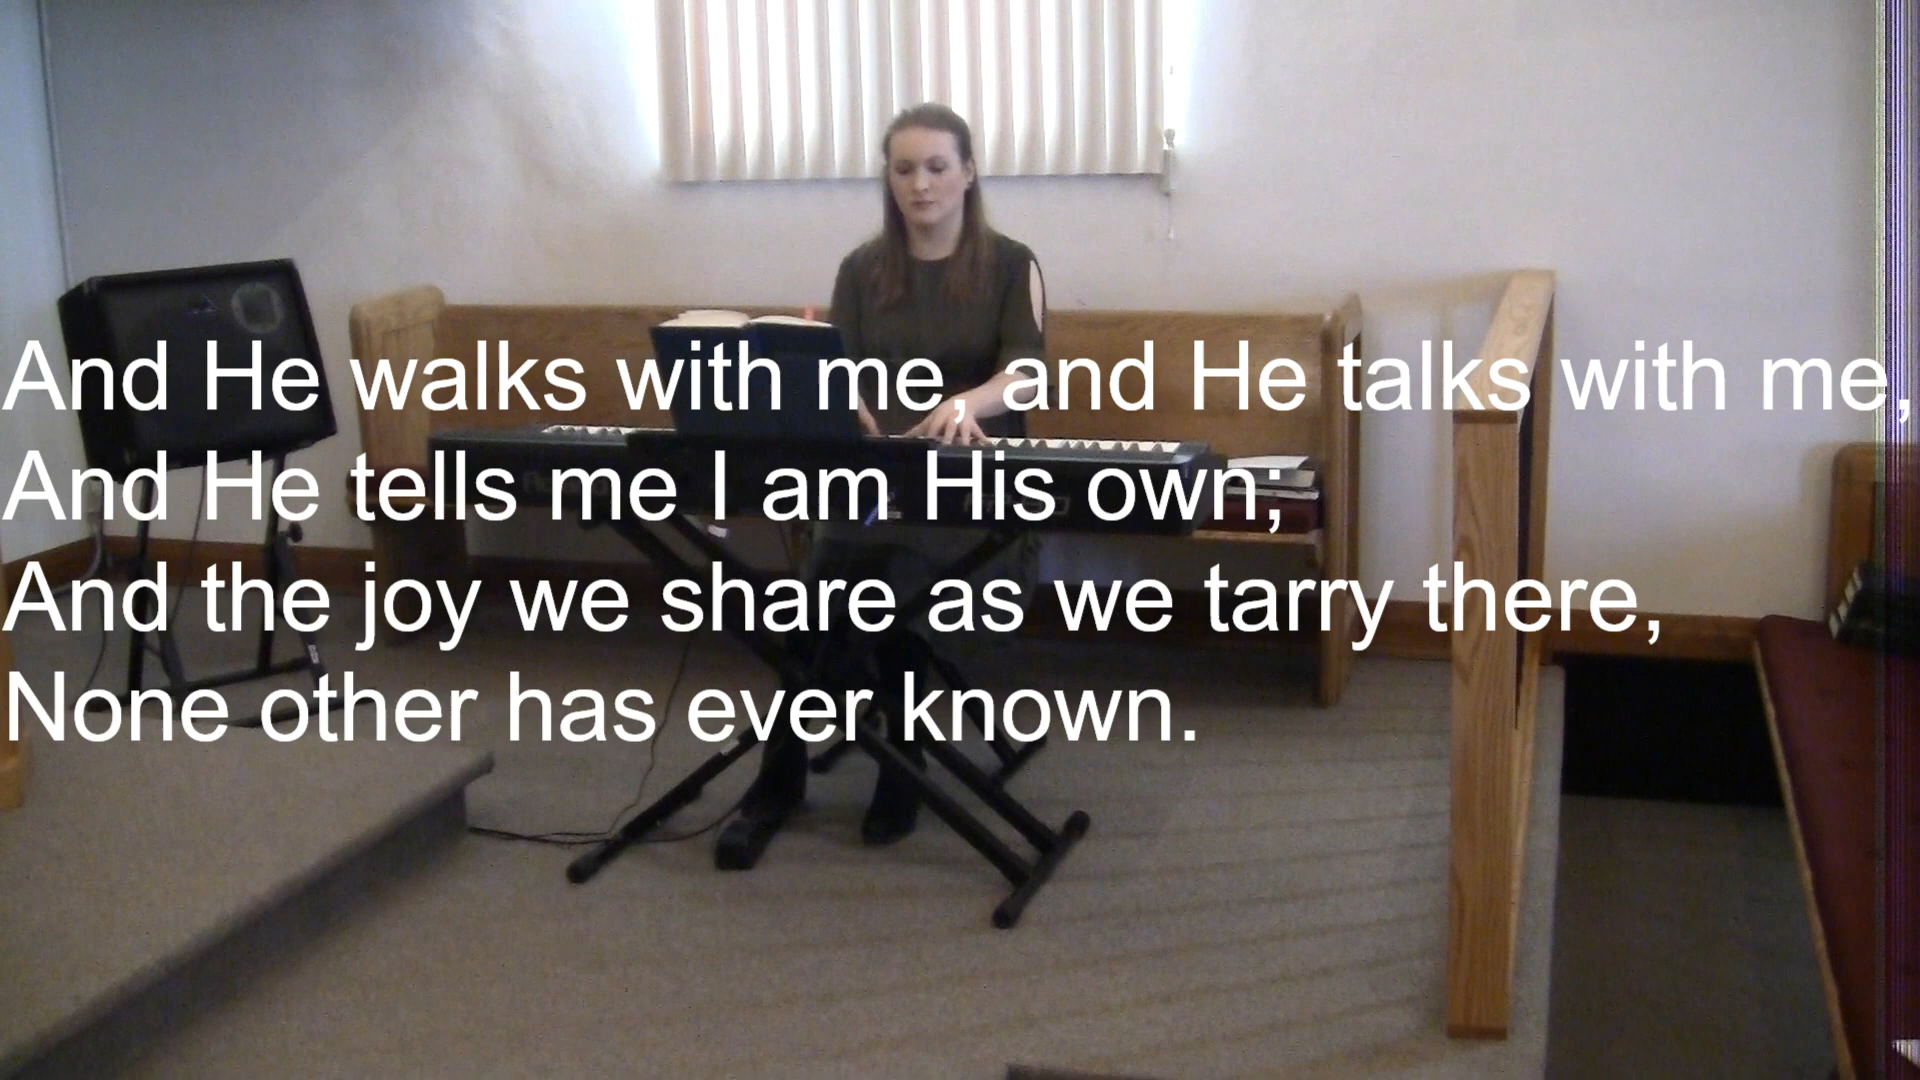 And He walks with me, and He talks with me,
And He tells me I am His own;
And the joy we share as we tarry there,
None other has ever known.